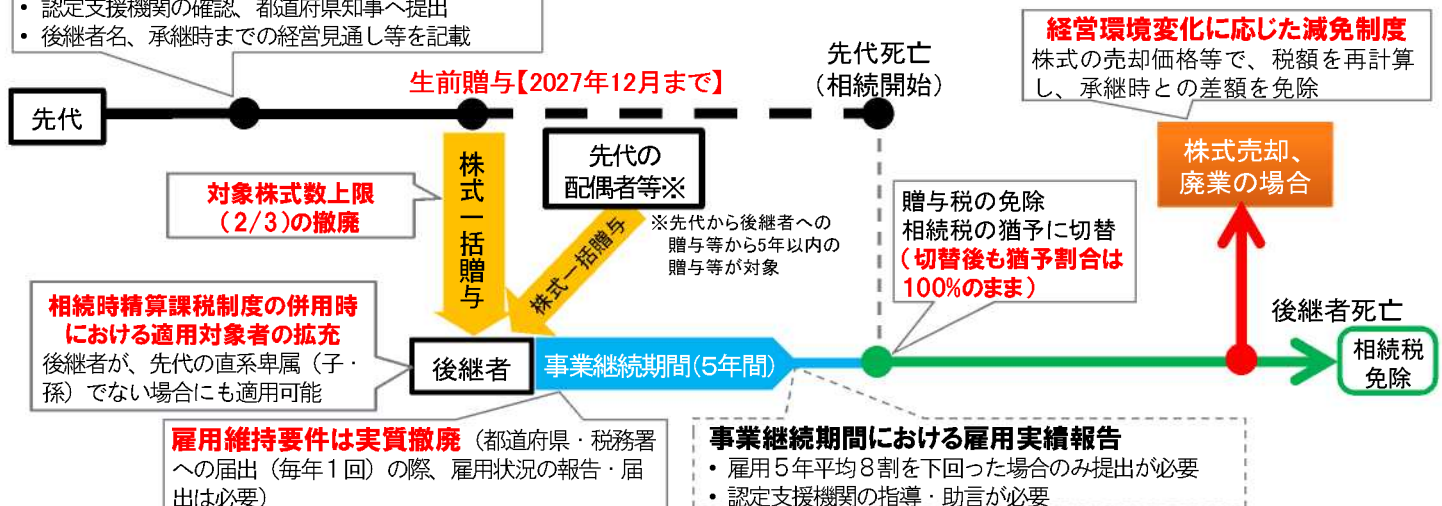 • 認定支援機関の確認、都道府県知事へ提出
• 後継者名、承継時までの経営見通し等を記載
先代
生前贈与【2027年12月まで】
先代死亡
(相続開始)
経営環境変化に応じた減免制度
株式の売却価格等で、税額を再計算
し、承継時との差額を免除
株式売却、
廃業の場合
対象株式数上限
(2/3)の撤廃
株式一括贈与
先代の
配偶者等※
株式一括贈与
※先代から後継者への
贈与等から5年以内の
贈与等が対象
贈与税の免除
相続税の猶予に切替
(切替後も猶予割合は
100%のまま)
相続時精算課税制度の併用時
における適用対象者の拡充
後継者が、先代の直系卑属(子・
孫)でない場合にも適用可能
後継者
事業継続期間(5年間)
後継者死亡
相続税
免除
雇用維持要件は実質撤廃(都道府県・税務署
への届出(毎年1回)の際、雇用状況の報告・届
出は必要)
事業継続期間における雇用実績報告
• 雇用5年平均8割を下回った場合のみ提出が必要
• 認定支援機関の指導・助言が必要